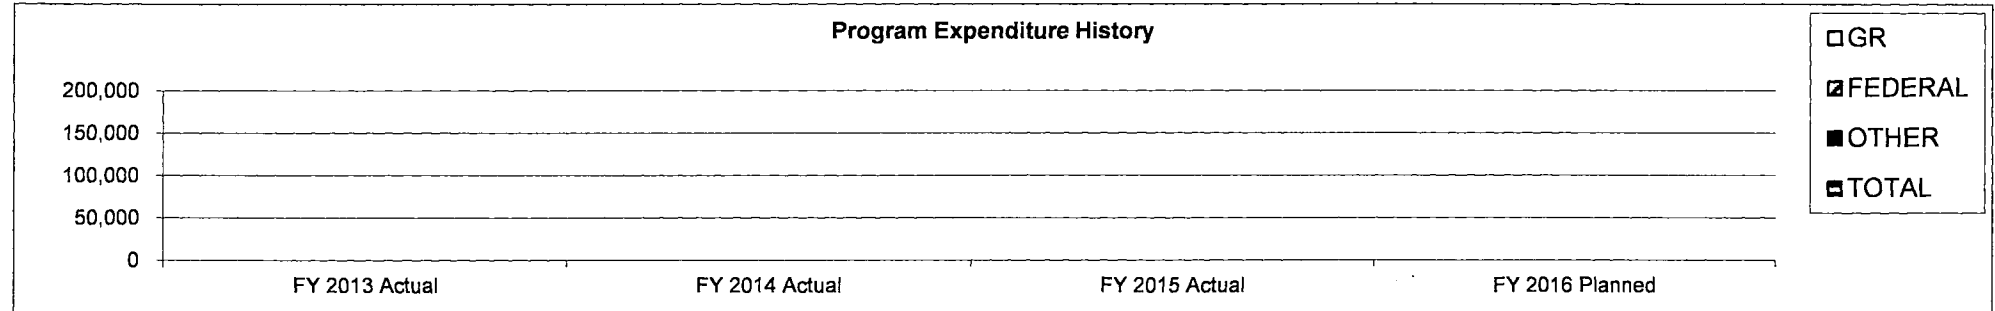 Program Expenditure History
GR
FEDERAL
OTHER
TOTAL
200,000
150,000
100,000
50,000
0
FY 2013 Actual
FY 2014 Actual
FY 2015 Actual
FY 2016 Planned